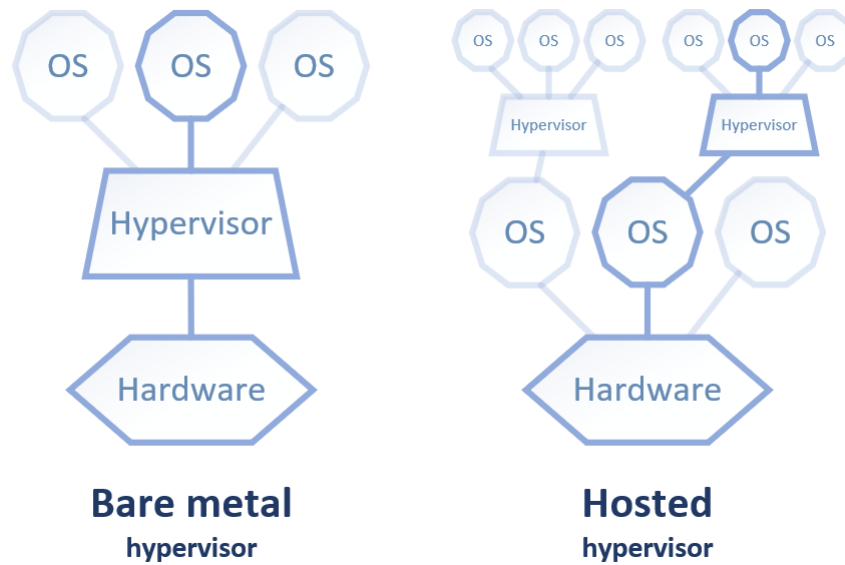 OS OS OS
Hypervisor
Hardware
Bare metal
hypervisor
OS OS OS OS OS OS
Hypervisor Hypervisor
OS OS OS
Hardware
Hosted
hypervisor